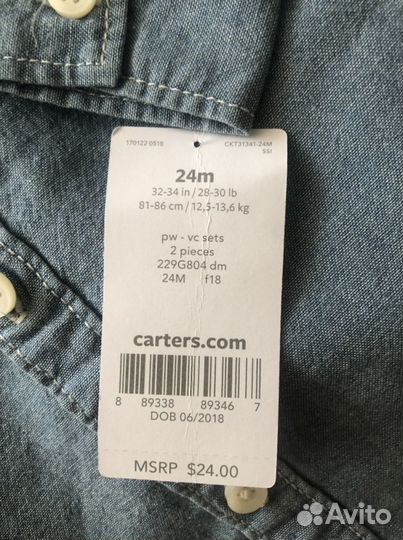 170122 0518 CKT31341-24M
SSI
24m
32-34 in / 28-30 lb
81-86 cm / 12,5-13,6 kg
pw - vc sets
2 pieces
229G804 dm
24M f18
carters.com
8 89338 89346 7
DOB 06/2018
MSRP $24.00
Avito